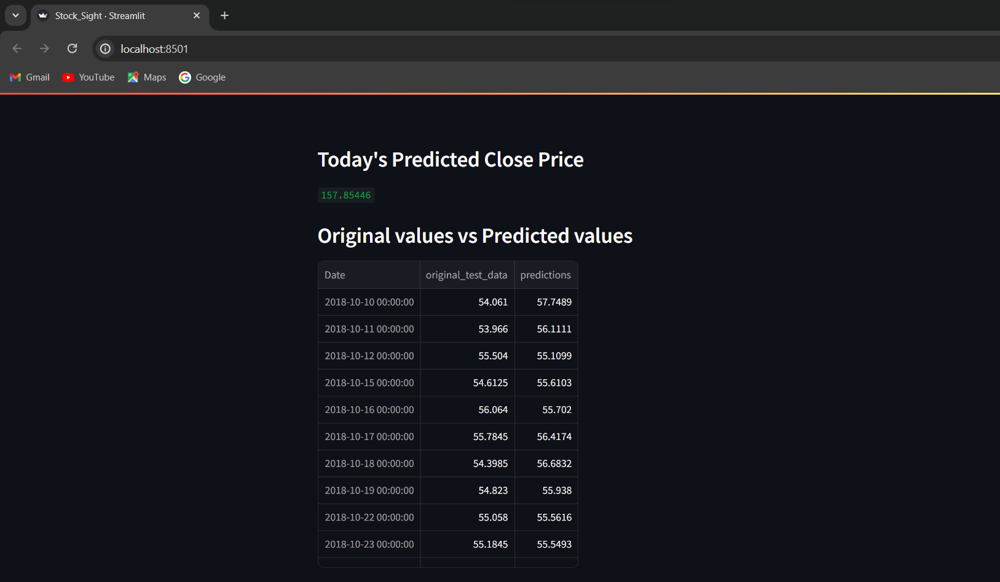 Stock_Sight · Streamlit
localhost:8501
Gmail YouTube Maps Google
Today's Predicted Close Price
157.85446
Original values vs Predicted values
Date original_test_data predictions
2018-10-10 00:00:00 54.061 57.7489
2018-10-11 00:00:00 53.966 56.1111
2018-10-12 00:00:00 55.504 55.1099
2018-10-15 00:00:00 54.6125 55.6103
2018-10-16 00:00:00 56.064 55.702
2018-10-17 00:00:00 55.7845 56.4174
2018-10-18 00:00:00 54.3985 56.6832
2018-10-19 00:00:00 54.823 55.938
2018-10-22 00:00:00 55.058 55.5616
2018-10-23 00:00:00 55.1845 55.5493